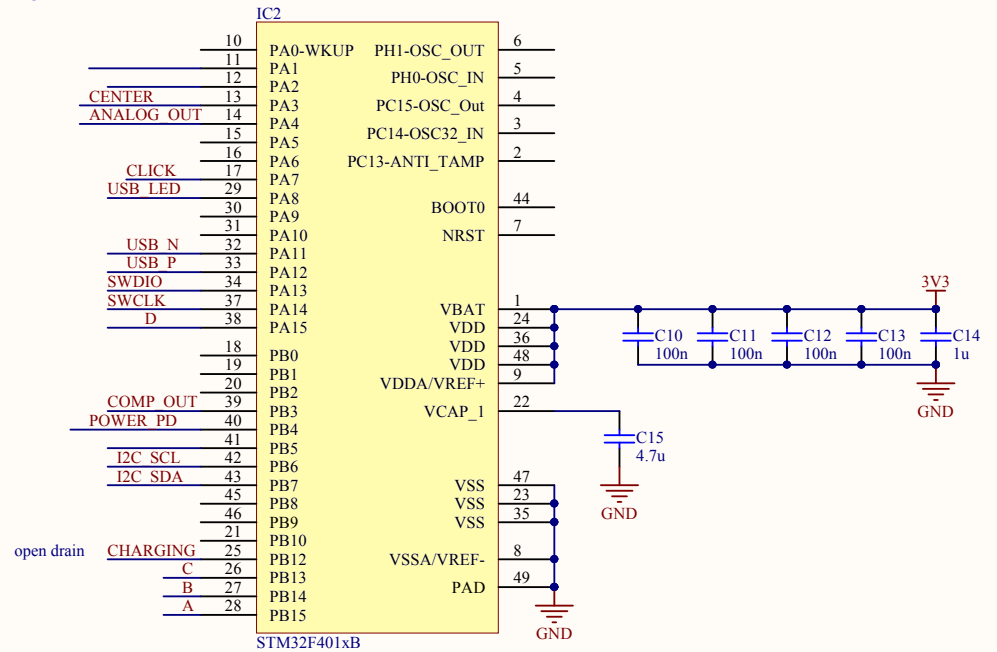 IC2
10 PA0-WKUP PH1-OSC_OUT 6
11 PA1
12 PA2 PH0-OSC_IN 5
CENTER 13 PA3 PC15-OSC_Out 4
ANALOG_OUT 14 PA4
15 PA5 PC14-OSC32_IN 3
16 PA6 PC13-ANTI_TAMP 2
CLICK 17 PA7
USB_LED 29 PA8 BOOT0 44
30 PA9
31 PA10 NRST 7
USB_N 32 PA11
USB_P 33 PA12
SWDIO 34 PA13 3V3
SWCLK 37 PA14 VBAT 1
D 38 PA15 VDD 24
C10 C11 C12 C13 C14
VDD 36
18 PB0 100n 100n 100n 100n 1u
19 PB1 VDD 48
20 PB2 VDDA/VREF+ 9
COMP_OUT 39 PB3 VCAP_1 22 GND
POWER_PD 40 PB4
41 PB5 C15
I2C_SCL 42 PB6 4.7u
I2C_SDA 43 PB7 VSS 47
45 PB8 VSS 23
46 PB9 VSS 35 GND
21 PB10
open drain CHARGING 25 PB12 VSSA/VREF- 8
C 26 PB13
B 27 PB14 PAD 49
A 28 PB15
GND
STM32F401xB